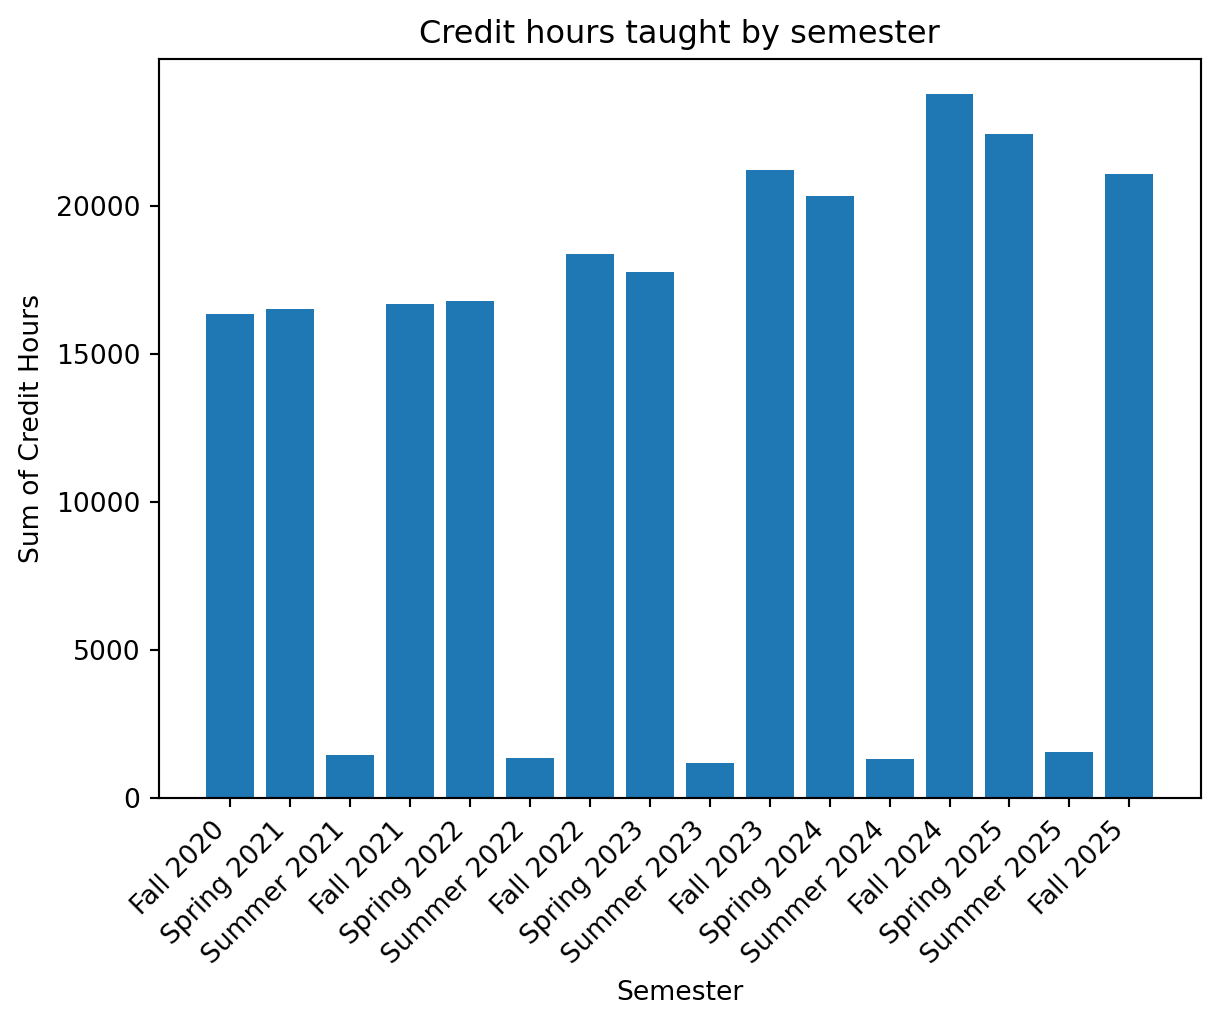 Credit hours taught by semester
Sum of Credit Hours
20000
15000
10000
5000
0
Fall 2020
Spring 2021
Summer 2021
Fall 2021
Spring 2022
Summer 2022
Fall 2022
Spring 2023
Summer 2023
Fall 2023
Spring 2024
Summer 2024
Fall 2024
Spring 2025
Summer 2025
Fall 2025
Semester